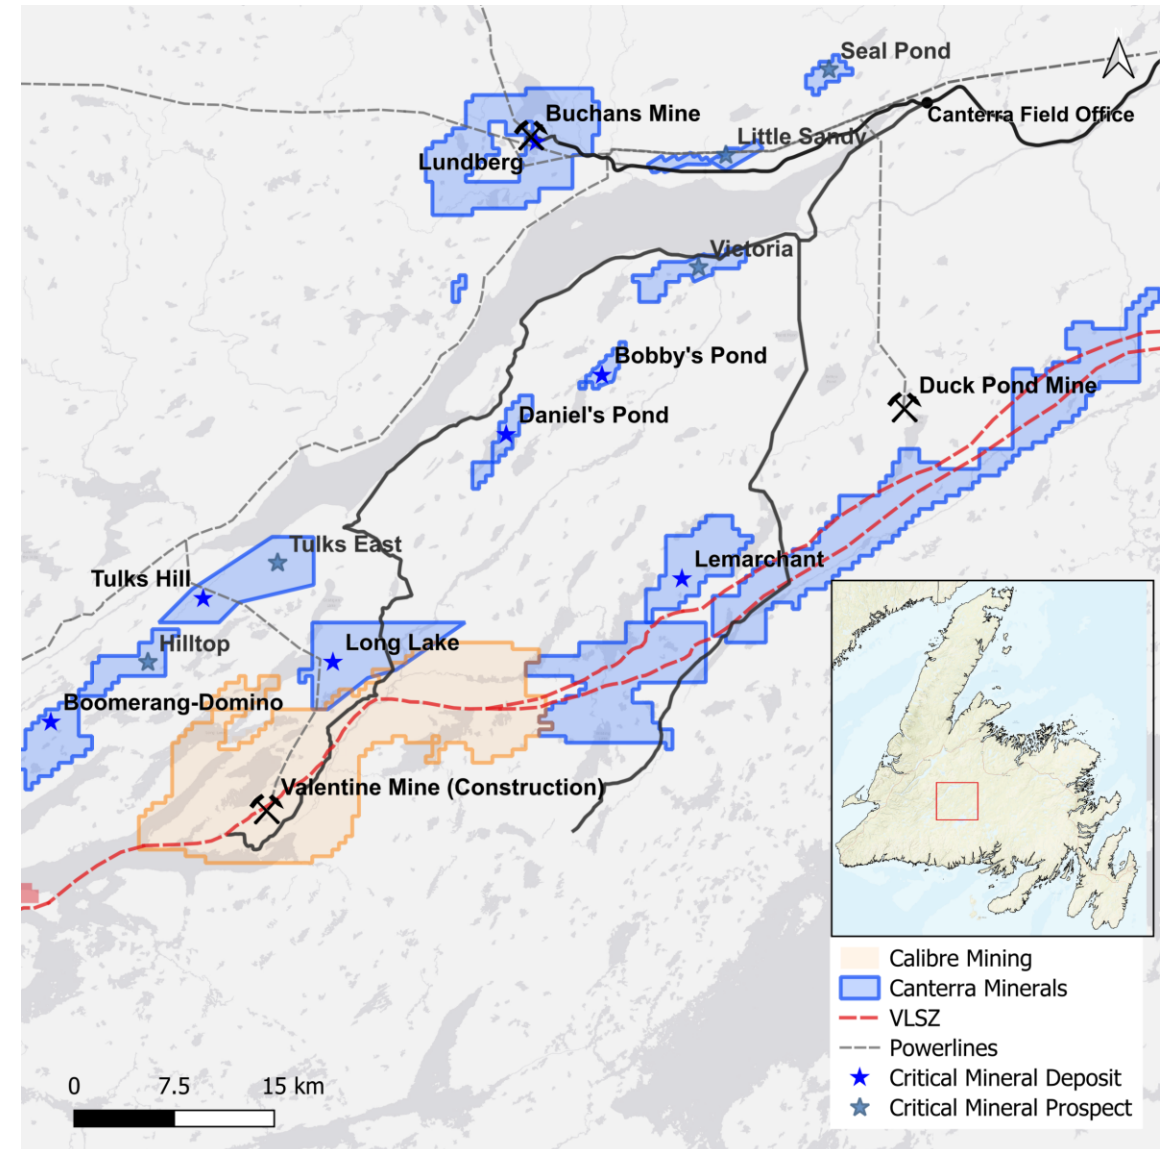 Seal Pond
Buchans Mine
Canterra Field Office
Little Sandy
Lundberg
Victoria
Bobby's Pond
Duck Pond Mine
Daniel's Pond
Tulks East
Lemarchant
Tulks Hill
Hilltop
Long Lake
Boomerang-Domino
Valentine Mine (Construction)
Calibre Mining
Canterra Minerals
VLSZ
Powerlines
Critical Mineral Deposit
Critical Mineral Prospect
0 7.5 15 km